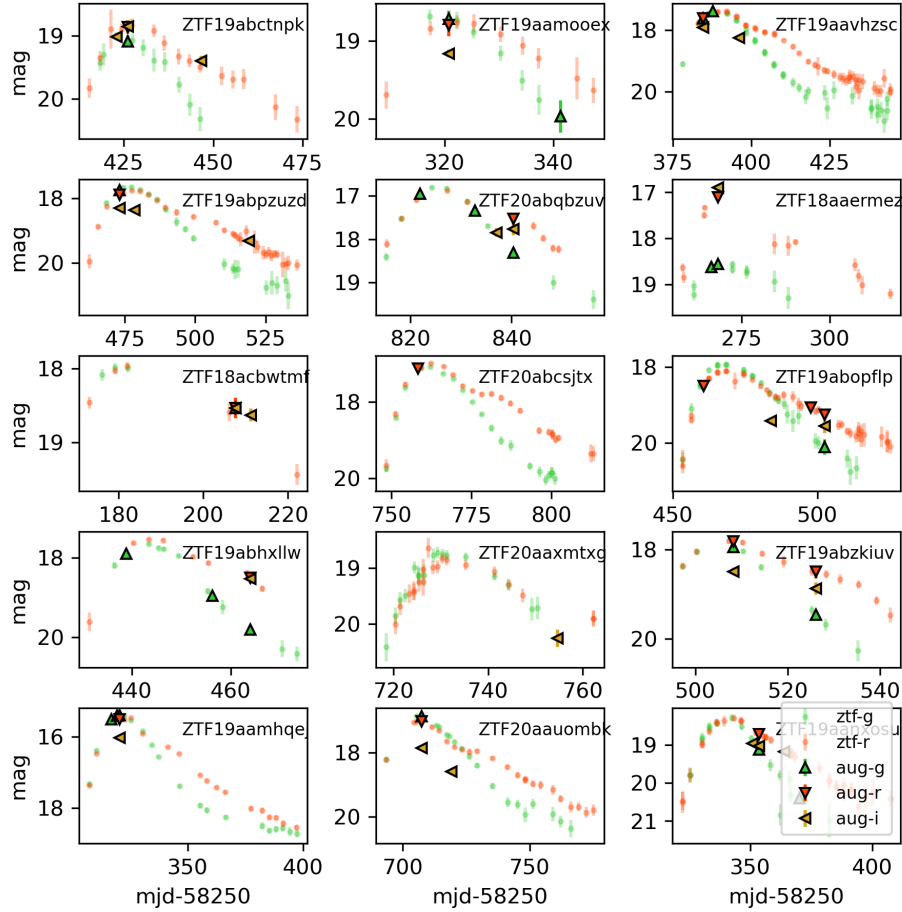 ZTF19abctnpk
ZTF19aamooex
ZTF19aavhzsc
mag
19
20
425
450
475
19
20
320
340
18
20
375
400
425
ZTF19abpzuzd
ZTF20abqbzuv
ZTF18aaermez
mag
18
20
475
500
525
17
18
19
820
840
17
18
19
275
300
ZTF18acbwtmf
ZTF20abcsjtx
ZTF19abopflp
mag
18
19
180
200
220
18
20
750
775
800
18
20
450
500
ZTF19abhxllw
ZTF20aaxmtxg
ZTF19abzkiuv
mag
18
20
440
460
19
20
720
740
760
18
20
500
520
540
ZTF19aamhqej
ZTF20aauombk
mag
16
18
350
400
18
20
700
750
19
20
21
350
400
ztf-g
ztf-r
aug-g
aug-r
aug-i
mjd-58250
mjd-58250
mjd-58250